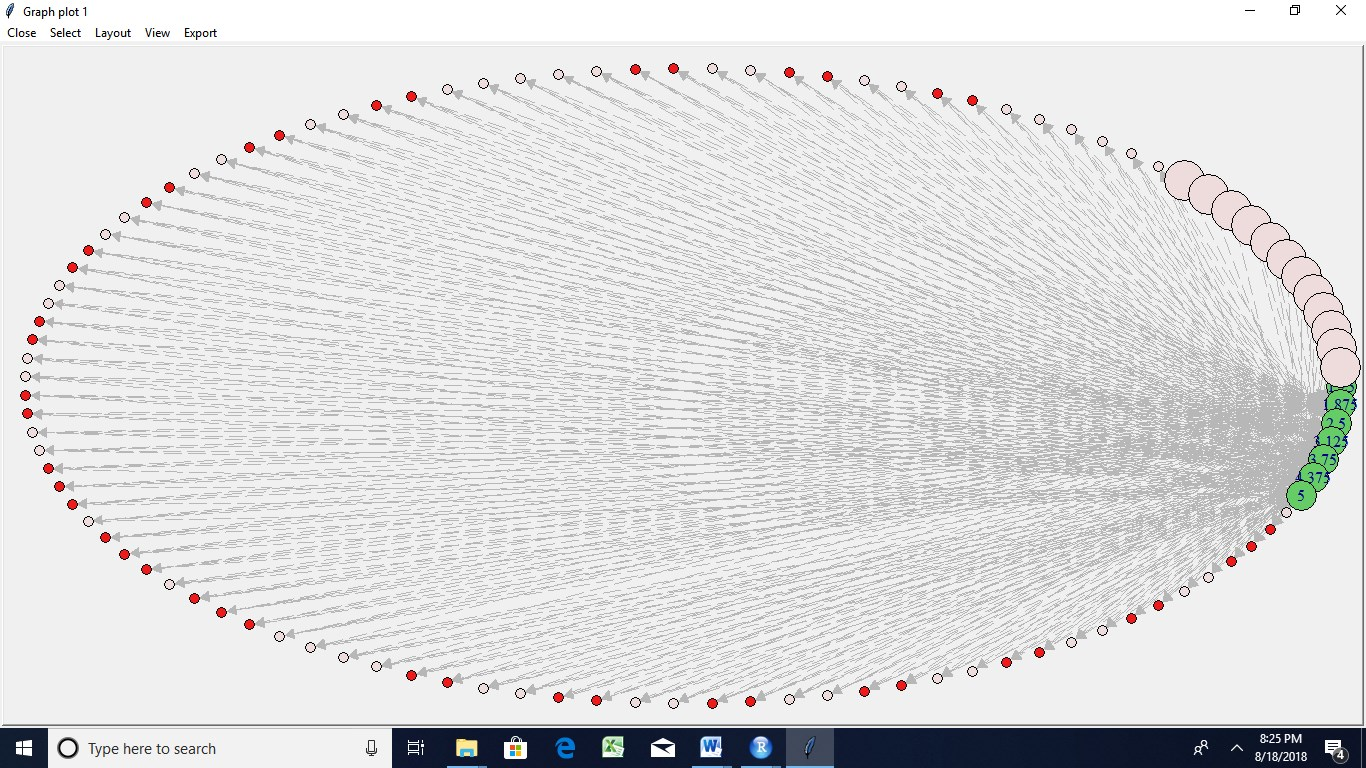 Graph plot 1
Close Select Layout View Export
1.875
2.5
3.125
3.75
4.375
5
Type here to search
8:25 PM
8/18/2018
4